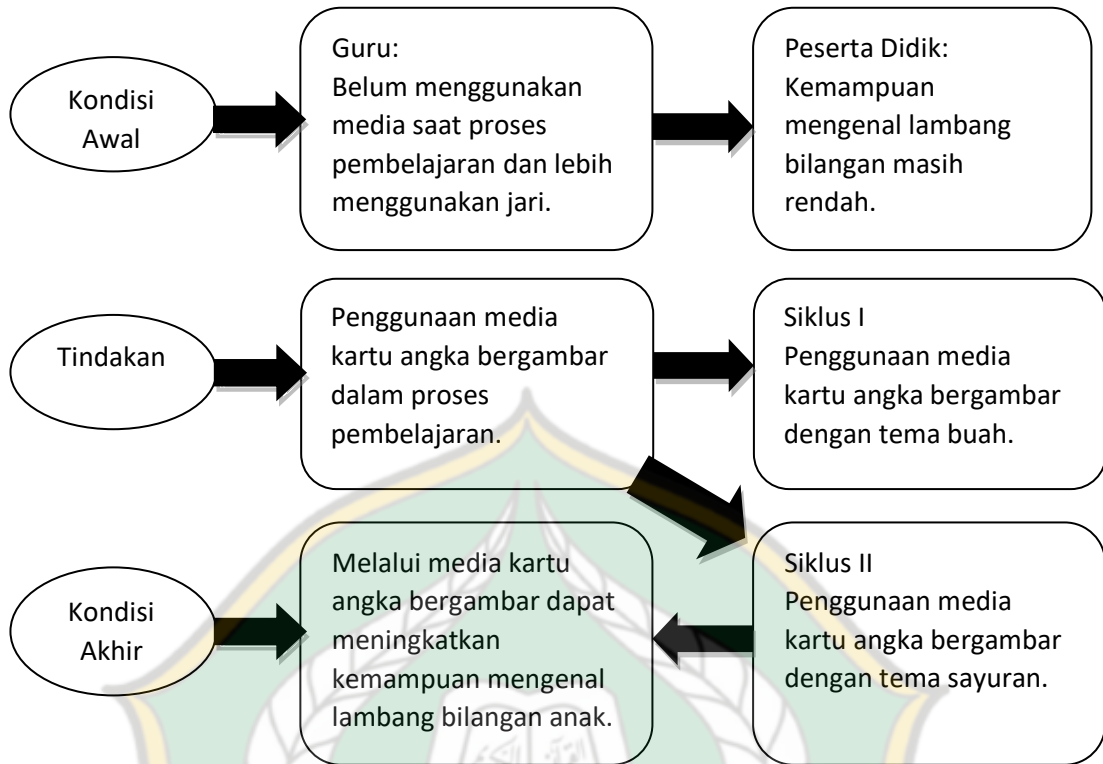 Kondisi
Awal
Guru:
Belum menggunakan
media saat proses
pembelajaran dan lebih
menggunakan jari.
Peserta Didik:
Kemampuan
mengenal lambang
bilangan masih
rendah.
Tindakan
Penggunaan media
kartu angka bergambar
dalam proses
pembelajaran.
Siklus I
Penggunaan media
kartu angka bergambar
dengan tema buah.
Kondisi
Akhir
Melalui media kartu
angka bergambar dapat
meningkatkan
kemampuan mengenal
lambang bilangan anak.
Siklus II
Penggunaan media
kartu angka bergambar
dengan tema sayuran.